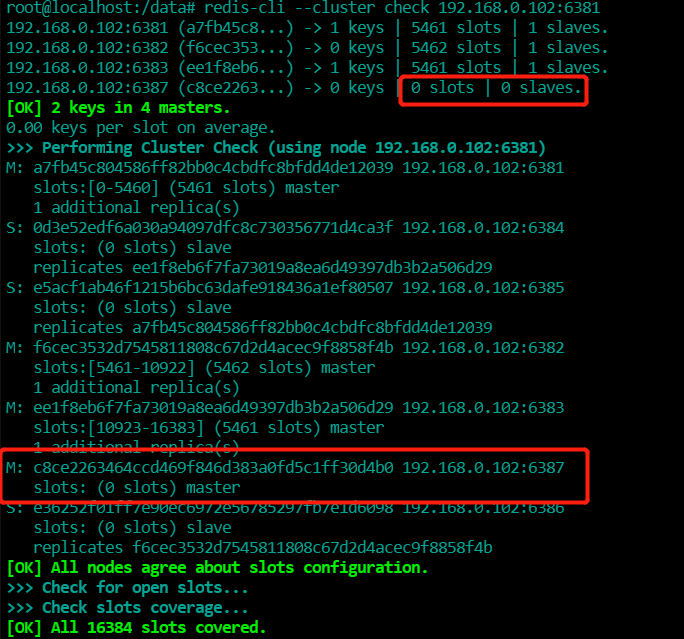 root@localhost:/data# redis-cli --cluster check 192.168.0.102:6381
192.168.0.102:6381 (a7fb45c8...) -> 1 keys | 5461 slots | 1 slaves.
192.168.0.102:6382 (f6cec353...) -> 0 keys | 5462 slots | 1 slaves.
192.168.0.102:6383 (ee1f8eb6...) -> 1 keys | 5461 slots | 1 slaves.
192.168.0.102:6387 (c8ce2263...) -> 0 keys | 0 slots | 0 slaves.
[OK] 2 keys in 4 masters.
0.00 keys per slot on average.
>>> Performing Cluster Check (using node 192.168.0.102:6381)
M: a7fb45c804586ff82bb0c4cbdfc8bfdd4de12039 192.168.0.102:6381
slots:[0-5460] (5461 slots) master
1 additional replica(s)
S: 0d3e52edf6a030a94097dfc8c730356771d4ca3f 192.168.0.102:6384
slots: (0 slots) slave
replicates ee1f8eb6f7fa73019a8ea6d49397db3b2a506d29
S: e5acf1ab46f1215b6bc63dafe918436a1ef80507 192.168.0.102:6385
slots: (0 slots) slave
replicates a7fb45c804586ff82bb0c4cbdfc8bfdd4de12039
M: f6cec3532d7545811808c67d2d4acec9f8858f4b 192.168.0.102:6382
slots:[5461-10922] (5462 slots) master
1 additional replica(s)
M: ee1f8eb6f7fa73019a8ea6d49397db3b2a506d29 192.168.0.102:6383
slots:[10923-16383] (5461 slots) master
1 additional replica(s)
M: c8ce2263464ccd469f846d383a0fd5c1ff30d4b0 192.168.0.102:6387
slots: (0 slots) master
S: e36252f01ff7e90ec6972e56785297fb7e1d6098 192.168.0.102:6386
slots: (0 slots) slave
replicates f6cec3532d7545811808c67d2d4acec9f8858f4b
[OK] All nodes agree about slots configuration.
>>> Check for open slots...
>>> Check slots coverage...
[OK] All 16384 slots covered.